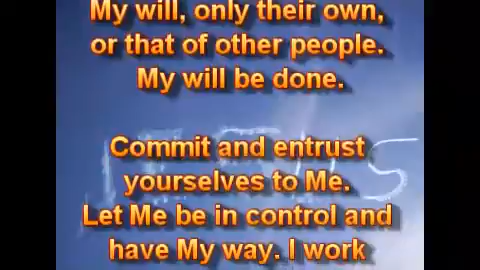 My will, only their own,
or that of other people.
My will be done.
Commit and entrust
yourselves to Me.
Let Me be in control and
have My way. I work